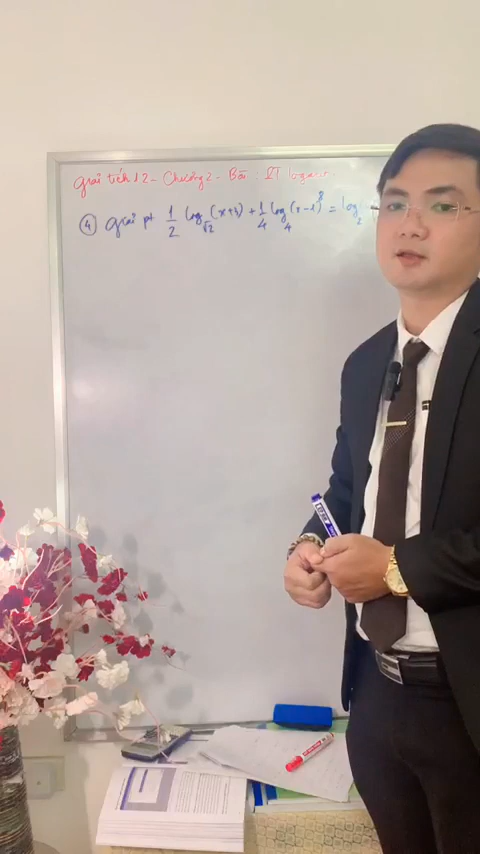 Giải tích 12 - Chương 2 - Bài : PT logarit
④ Giải pt 1/2 log_√2 (x+3) + 1/4 log_4 (x-1)^8 = log_2